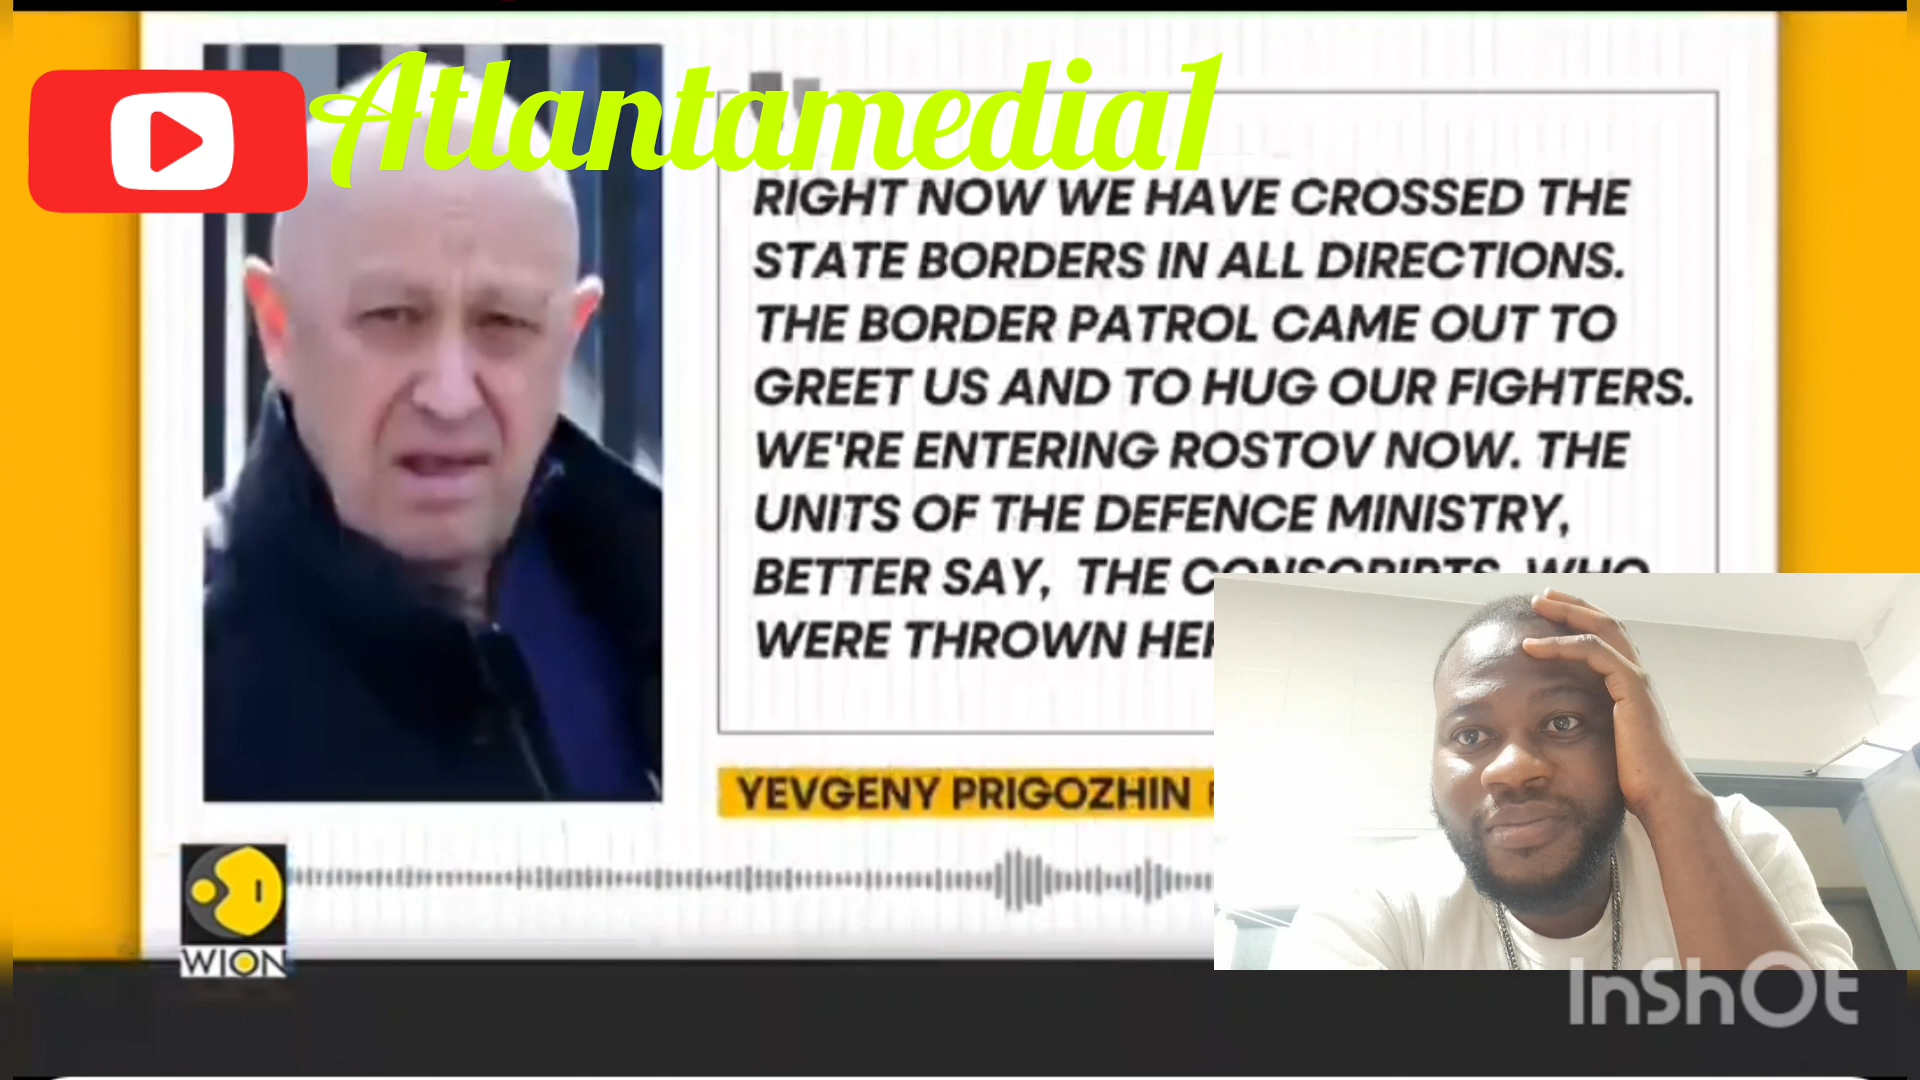 Atlantamedia1
RIGHT NOW WE HAVE CROSSED THE
STATE BORDERS IN ALL DIRECTIONS.
THE BORDER PATROL CAME OUT TO
GREET US AND TO HUG OUR FIGHTERS.
WE'RE ENTERING ROSTOV NOW. THE
UNITS OF THE DEFENCE MINISTRY,
BETTER SAY, THE CONSCRIPTS, WHO
WERE THROWN
YEVGENY PRIGOZHIN
WION
InShOt